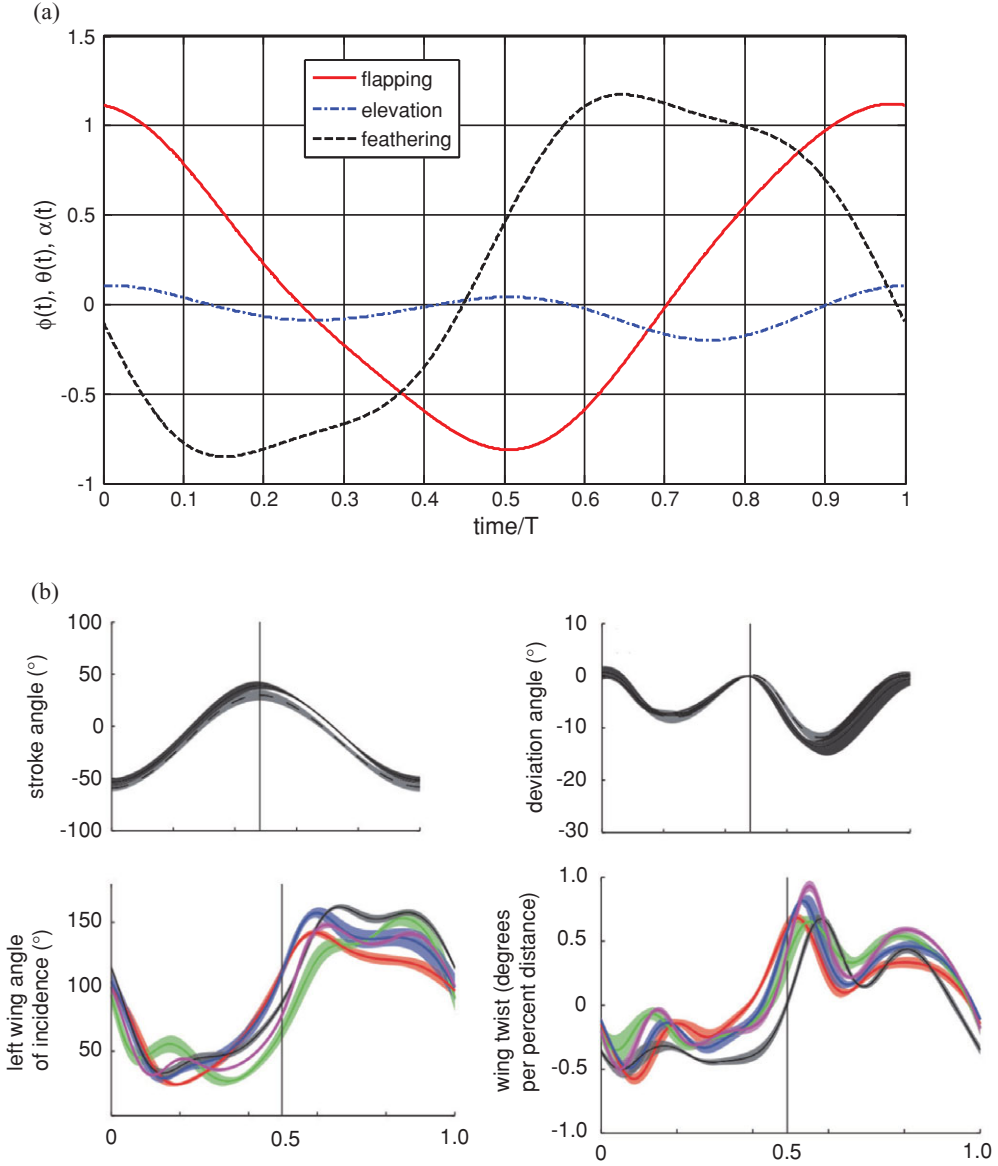 (a)
1.5
1
0.5
0
-0.5
-1
ϕ(t), θ(t), α(t)
flapping
elevation
feathering
0 0.1 0.2 0.3 0.4 0.5 0.6 0.7 0.8 0.9 1
time/T
(b)
100
50
0
-50
-100
stroke angle (°)
10
0
-10
-20
-30
deviation angle (°)
150
100
50
left wing angle
of incidence (°)
0 0.5 1.0
1.0
0.5
0
-0.5
-1.0
wing twist (degrees
per percent distance)
0 0.5 1.0